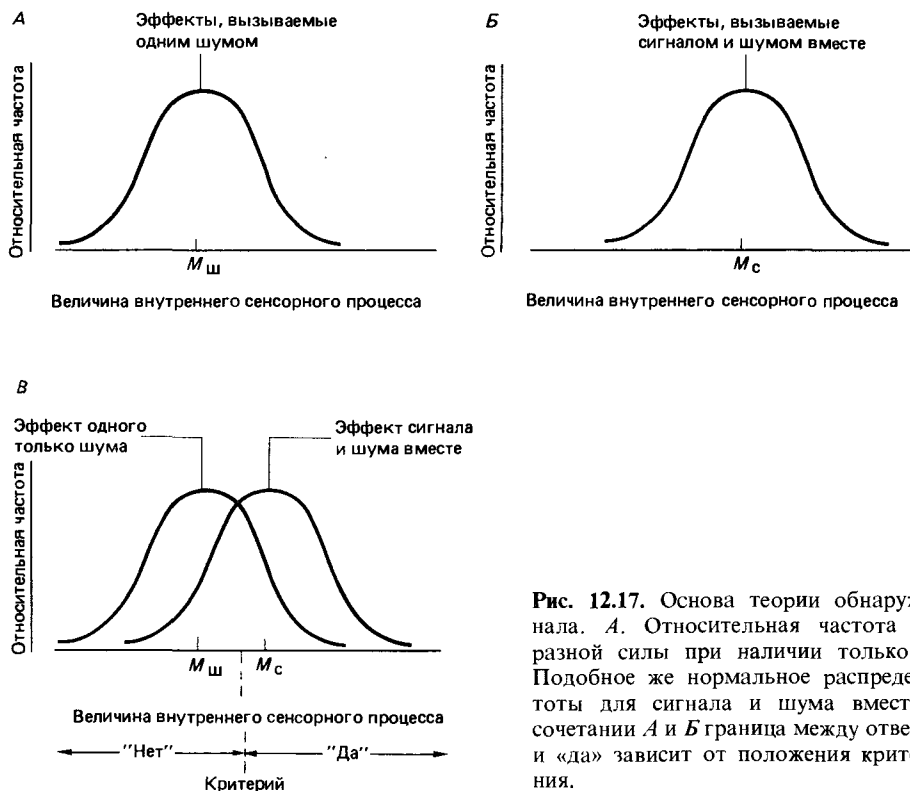 А
Эффекты, вызываемые
одним шумом
Относительная частота
Mш
Величина внутреннего сенсорного процесса
Б
Эффекты, вызываемые
сигналом и шумом вместе
Относительная частота
Mс
Величина внутреннего сенсорного процесса
В
Эффект одного
только шума
Эффект сигнала
и шума вместе
Относительная частота
Mш Mс
Величина внутреннего сенсорного процесса
"Нет" "Да"
Критерий
Рис. 12.17. Основа теории обнару
нала. А. Относительная частота
разной силы при наличии только
Подобное же нормальное распреде
тоты для сигнала и шума вмест
сочетании А и Б граница между отве
и «да» зависит от положения крит
ния.